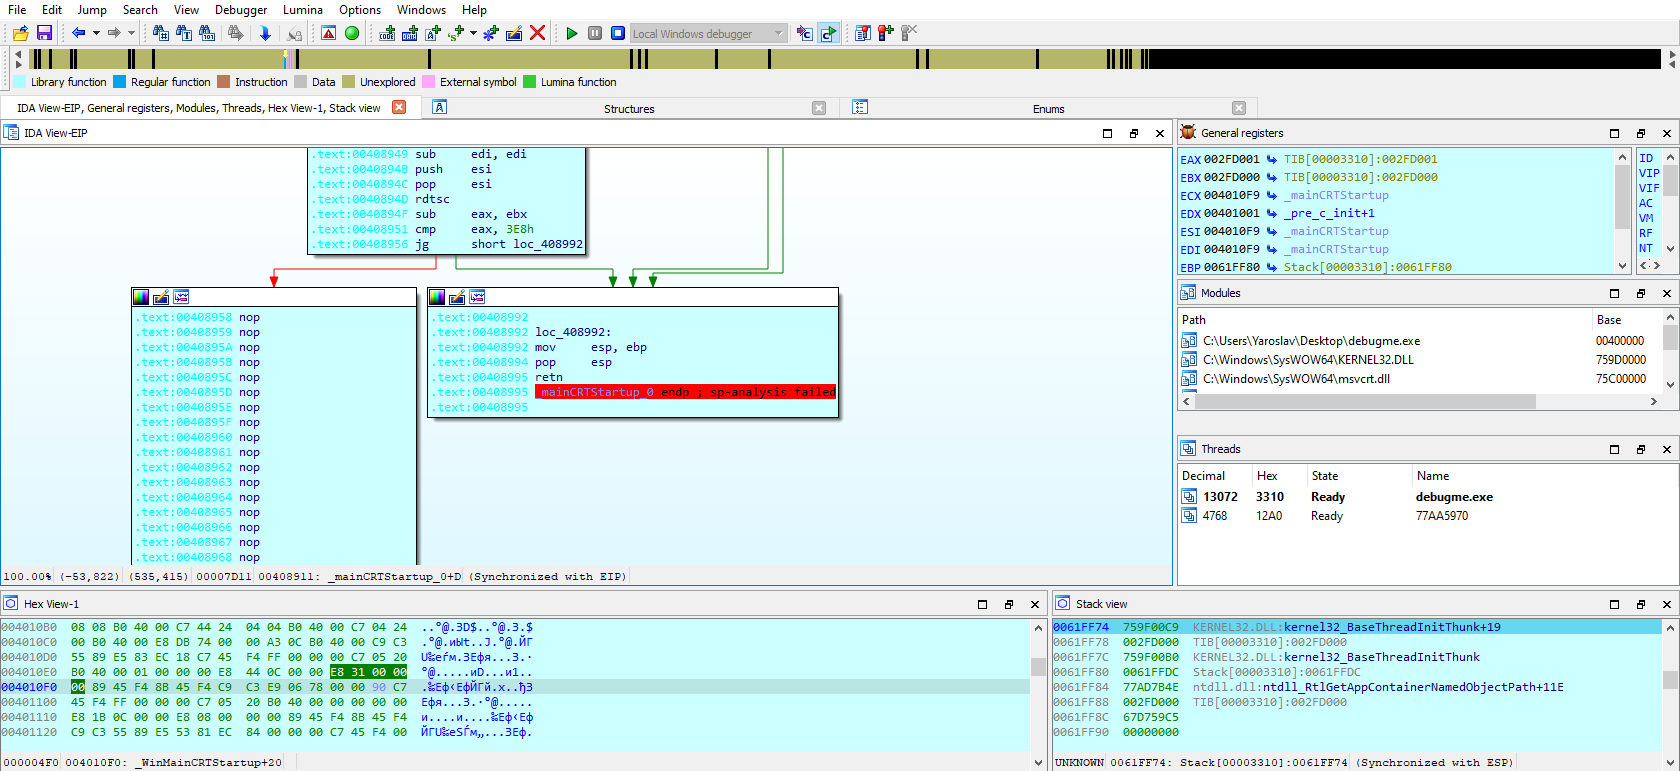 File Edit Jump Search View Debugger Lumina Options Windows Help
Local Windows debugger
Library function Regular function Instruction Data Unexplored External symbol Lumina function
IDA View-EIP, General registers, Modules, Threads, Hex View-1, Stack view Structures Enums
IDA View-EIP
.text:00408949 sub edi, edi
.text:0040894B push esi
.text:0040894C pop esi
.text:0040894D rdtsc
.text:0040894F sub eax, ebx
.text:00408951 cmp eax, 3E8h
.text:00408956 jg short loc_408992
.text:00408958 nop
.text:00408959 nop
.text:0040895A nop
.text:0040895B nop
.text:0040895C nop
.text:0040895D nop
.text:0040895E nop
.text:0040895F nop
.text:00408960 nop
.text:00408961 nop
.text:00408962 nop
.text:00408963 nop
.text:00408964 nop
.text:00408965 nop
.text:00408966 nop
.text:00408967 nop
.text:00408968 nop
.text:00408992
.text:00408992 loc_408992:
.text:00408992 mov esp, ebp
.text:00408994 pop esp
.text:00408995 retn
.text:00408995 _mainCRTStartup_0 endp ; sp-analysis failed
.text:00408995
100.00% (-53,822) (535,415) 00007D11 00408911: _mainCRTStartup_0+D (Synchronized with EIP)
General registers
EAX 002FD001 TIB[00003310]:002FD001
EBX 002FD000 TIB[00003310]:002FD000
ECX 004010F9 _mainCRTStartup
EDX 00401001 _pre_c_init+1
ESI 004010F9 _mainCRTStartup
EDI 004010F9 _mainCRTStartup
EBP 0061FF80 Stack[00003310]:0061FF80
ID
VIP
VIF
AC
VM
RF
NT
Modules
Path Base
C:\Users\Yaroslav\Desktop\debugme.exe 00400000
C:\Windows\SysWOW64\KERNEL32.DLL 759D0000
C:\Windows\SysWOW64\msvcrt.dll 75C00000
Threads
Decimal Hex State Name
13072 3310 Ready debugme.exe
4768 12A0 Ready 77AA5970
Hex View-1
004010B0 08 08 B0 40 00 C7 44 24 04 04 B0 40 00 C7 04 24
004010C0 00 B0 40 00 E8 DB 74 00 00 A3 0C B0 40 00 C9 C3
004010D0 55 89 E5 83 EC 18 C7 45 F4 FF 00 00 00 C7 05 20
004010E0 B0 40 00 01 00 00 00 E8 44 0C 00 00 E8 31 00 00
004010F0 00 89 45 F4 8B 45 F4 C9 C3 E9 06 78 00 00 90 C7
00401100 45 F4 FF 00 00 00 C7 05 20 B0 40 00 00 00 00 00
00401110 E8 1B 0C 00 00 E8 08 00 00 00 89 45 F4 8B 45 F4
00401120 C9 C3 55 89 E5 53 81 EC 84 00 00 00 C7 45 F4 00
000004F0 004010F0: _WinMainCRTStartup+20
Stack view
0061FF74 759F00C9 KERNEL32.DLL:kernel32_BaseThreadInitThunk+19
0061FF78 002FD000 TIB[00003310]:002FD000
0061FF7C 759F00B0 KERNEL32.DLL:kernel32_BaseThreadInitThunk
0061FF80 0061FFDC Stack[00003310]:0061FFDC
0061FF84 77AD7B4E ntdll.dll:ntdll_RtlGetAppContainerNamedObjectPath+11E
0061FF88 002FD000 TIB[00003310]:002FD000
0061FF8C 67D759C5
0061FF90 00000000
UNKNOWN 0061FF74: Stack[00003310]:0061FF74 (Synchronized with ESP)